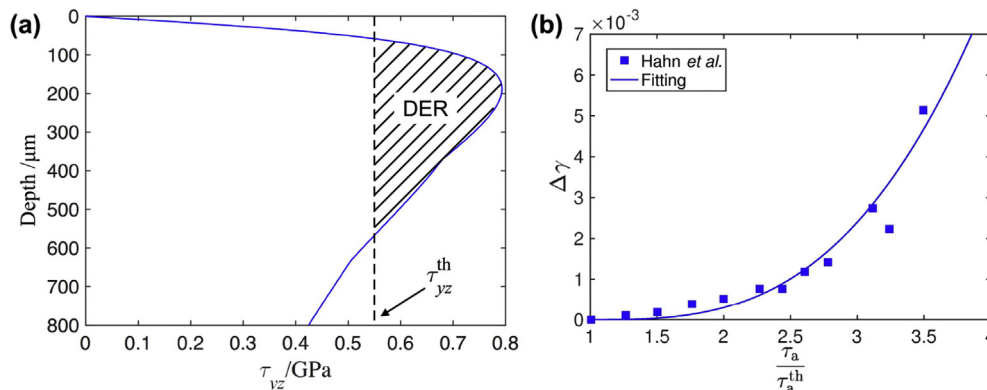 (a)
0
100
200
300
400
500
600
700
800
Depth /μm
DER
τ_yz^th
0 0.1 0.2 0.3 0.4 0.5 0.6 0.7 0.8
τ_yz/GPa
(b)
×10⁻³
7
6
5
4
3
2
1
0
Δγ
Hahn et al.
Fitting
1 1.5 2 2.5 3 3.5 4
τ_a
τ_a^th